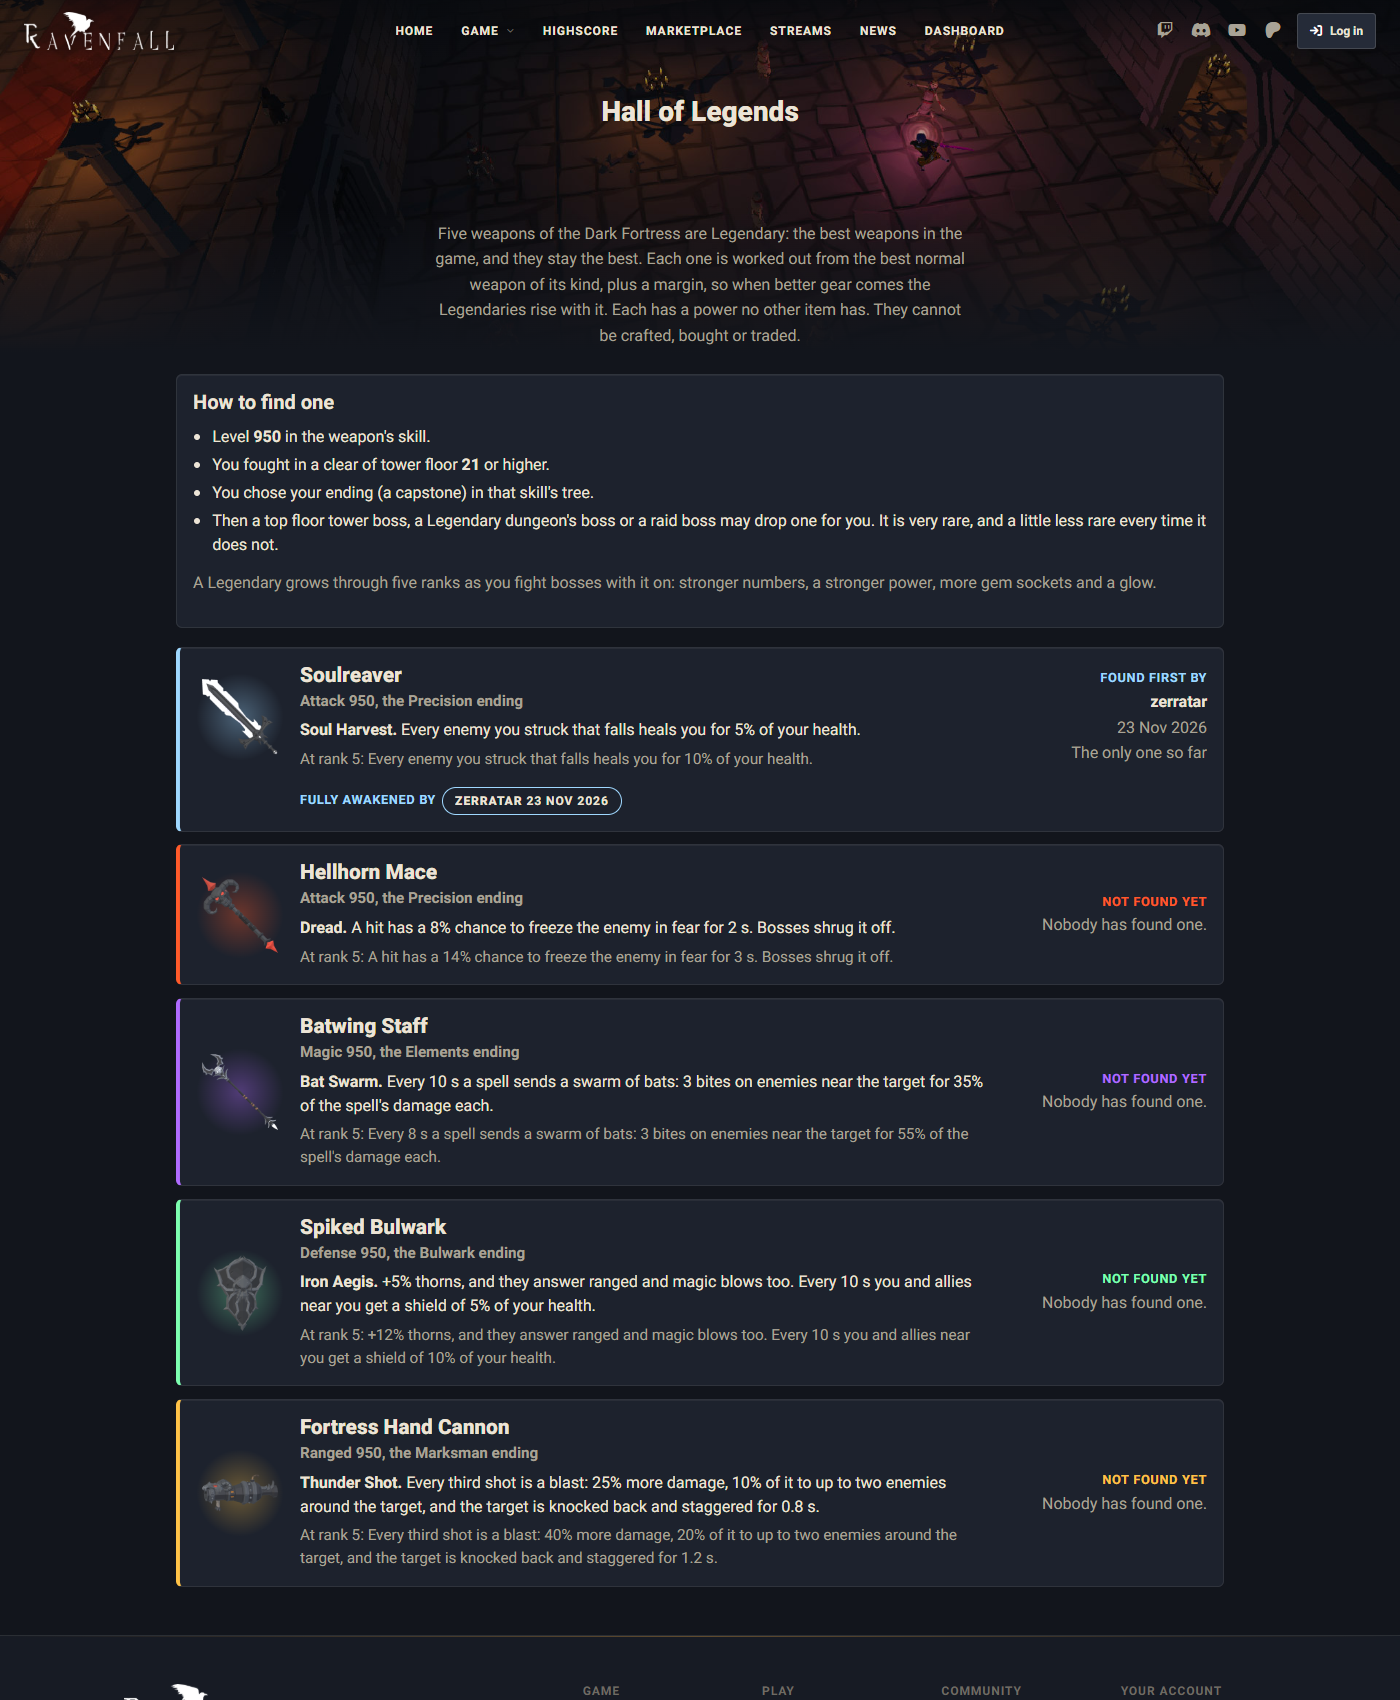 RAVENFALL
HOME
GAME
HIGHSCORE
MARKETPLACE
STREAMS
NEWS
DASHBOARD
Log in
Hall of Legends
Five weapons of the Dark Fortress are Legendary: the best weapons in the
game, and they stay the best. Each one is worked out from the best normal
weapon of its kind, plus a margin, so when better gear comes the
Legendaries rise with it. Each has a power no other item has. They cannot
be crafted, bought or traded.
How to find one
Level 950 in the weapon's skill.
You fought in a clear of tower floor 21 or higher.
You chose your ending (a capstone) in that skill's tree.
Then a top floor tower boss, a Legendary dungeon's boss or a raid boss may drop one for you. It is very rare, and a little less rare every time it
does not.
A Legendary grows through five ranks as you fight bosses with it on: stronger numbers, a stronger power, more gem sockets and a glow.
Soulreaver
Attack 950, the Precision ending
Soul Harvest. Every enemy you struck that falls heals you for 5% of your health.
At rank 5: Every enemy you struck that falls heals you for 10% of your health.
FULLY AWAKENED BY ZERRATAR 23 NOV 2026
FOUND FIRST BY
zerratar
23 Nov 2026
The only one so far
Hellhorn Mace
Attack 950, the Precision ending
Dread. A hit has a 8% chance to freeze the enemy in fear for 2 s. Bosses shrug it off.
At rank 5: A hit has a 14% chance to freeze the enemy in fear for 3 s. Bosses shrug it off.
NOT FOUND YET
Nobody has found one.
Batwing Staff
Magic 950, the Elements ending
Bat Swarm. Every 10 s a spell sends a swarm of bats: 3 bites on enemies near the target for 35%
of the spell's damage each.
At rank 5: Every 8 s a spell sends a swarm of bats: 3 bites on enemies near the target for 55% of the
spell's damage each.
NOT FOUND YET
Nobody has found one.
Spiked Bulwark
Defense 950, the Bulwark ending
Iron Aegis. +5% thorns, and they answer ranged and magic blows too. Every 10 s you and allies
near you get a shield of 5% of your health.
At rank 5: +12% thorns, and they answer ranged and magic blows too. Every 10 s you and allies near
you get a shield of 10% of your health.
NOT FOUND YET
Nobody has found one.
Fortress Hand Cannon
Ranged 950, the Marksman ending
Thunder Shot. Every third shot is a blast: 25% more damage, 10% of it to up to two enemies
around the target, and the target is knocked back and staggered for 0.8 s.
At rank 5: Every third shot is a blast: 40% more damage, 20% of it to up to two enemies around the
target, and the target is knocked back and staggered for 1.2 s.
NOT FOUND YET
Nobody has found one.
GAME
PLAY
COMMUNITY
YOUR ACCOUNT